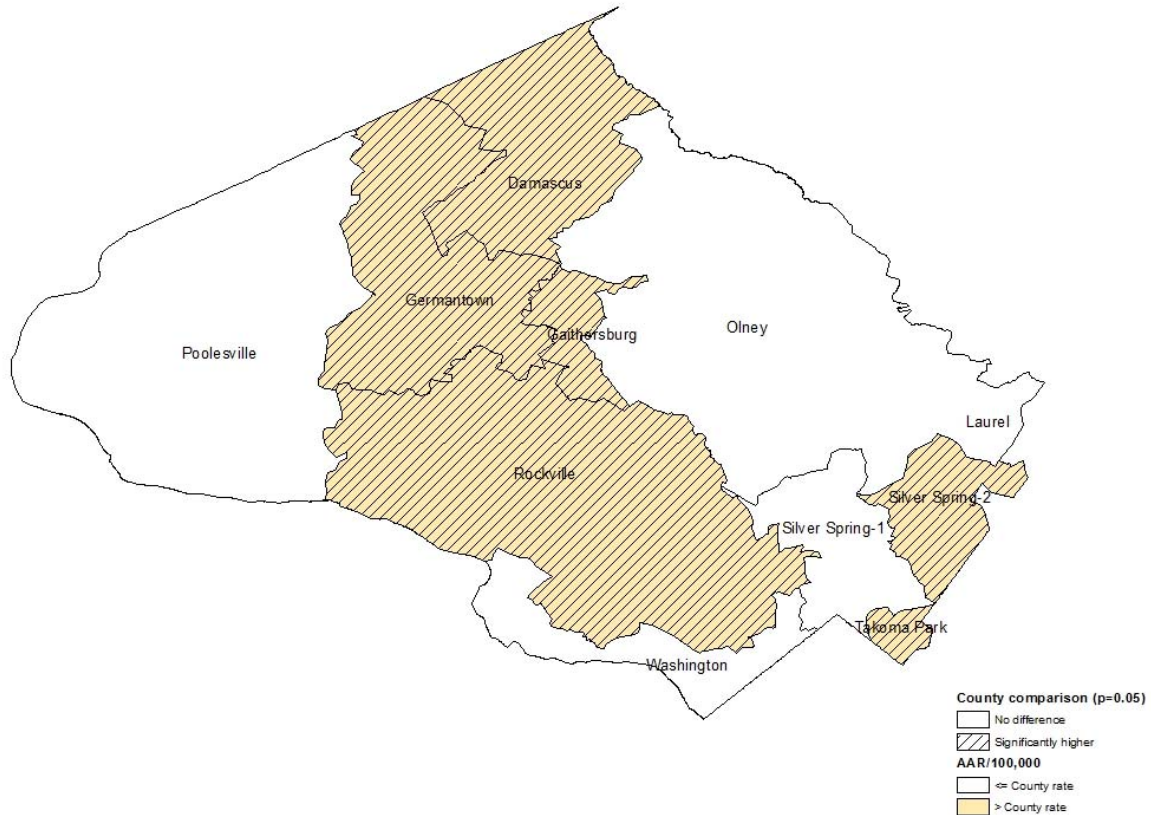 Damascus
Germantown
Gaithersburg
Olney
Poolesville
Laurel
Rockville
Silver Spring-2
Silver Spring-1
Takoma Park
Washington
County comparison (p=0.05)
No difference
Significantly higher
AAR/100,000
<= County rate
> County rate